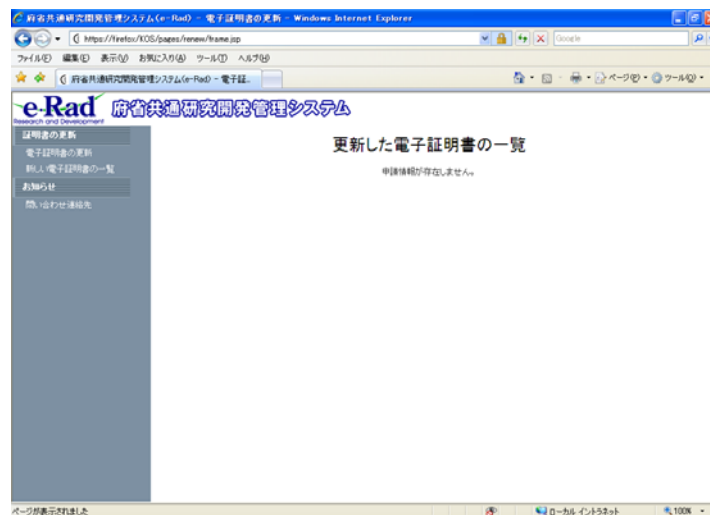 府省共通研究開発管理システム(e-Rad) - 電子証明書の更新 - Windows Internet Explorer
https://firefox/KOS/pages/renew/frame.jsp
Google
ファイル(F) 編集(E) 表示(V) お気に入り(A) ツール(T) ヘルプ(H)
府省共通研究開発管理システム(e-Rad) - 電子証...
ページ(P) ツール(O)
e-Rad 府省共通研究開発管理システム
Research and Development
証明書の更新
電子証明書の更新
新しい電子証明書の一覧
お知らせ
問い合わせ連絡先
更新した電子証明書の一覧
申請情報が存在しません。
ページが表示されました
ローカル イントラネット
100%